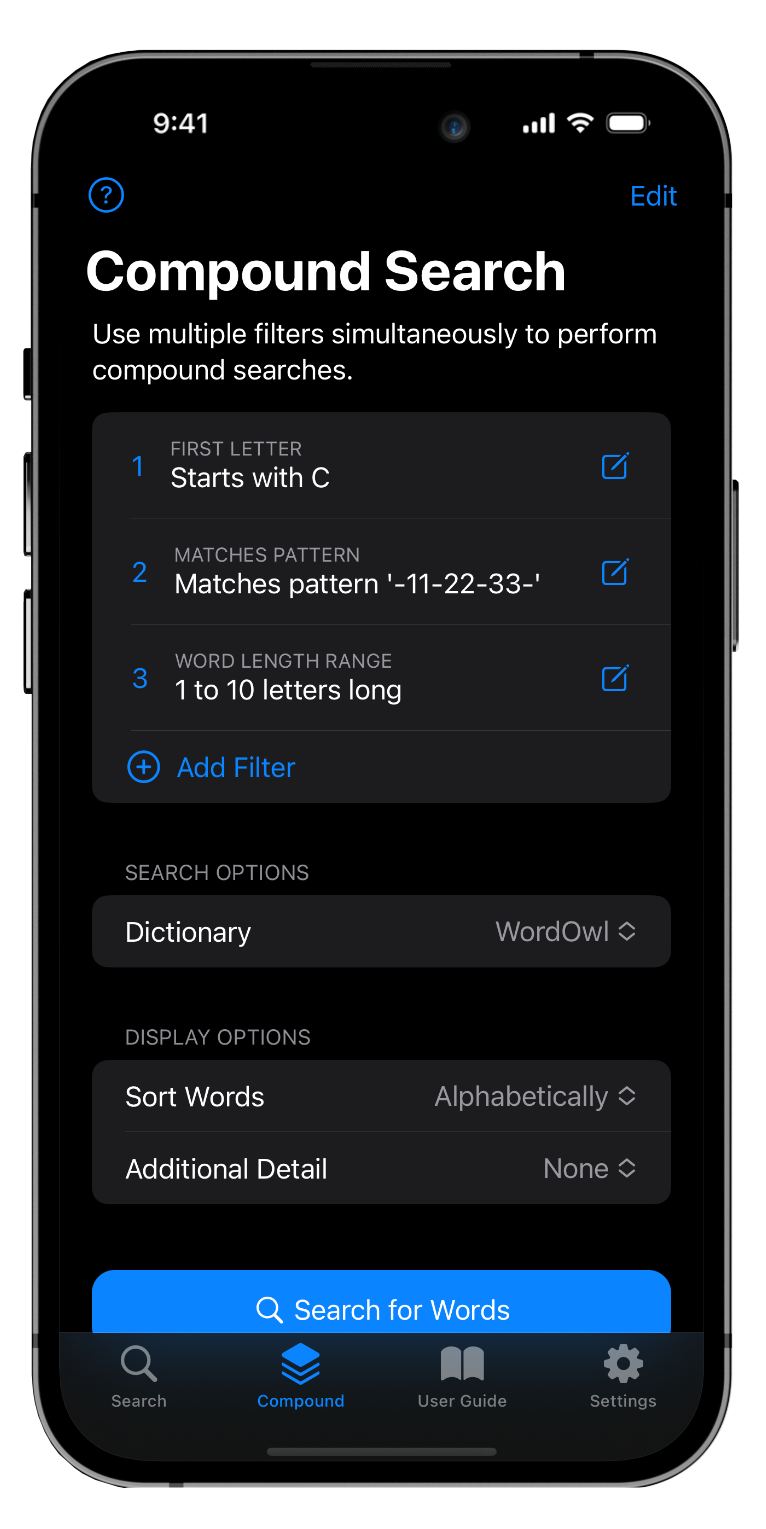 9:41
?
Edit
Compound Search
Use multiple filters simultaneously to perform
compound searches.
1
FIRST LETTER
Starts with C
2
MATCHES PATTERN
Matches pattern '-11-22-33-'
3
WORD LENGTH RANGE
1 to 10 letters long
Add Filter
SEARCH OPTIONS
Dictionary WordOwl
DISPLAY OPTIONS
Sort Words Alphabetically
Additional Detail None
Search for Words
Search Compound User Guide Settings